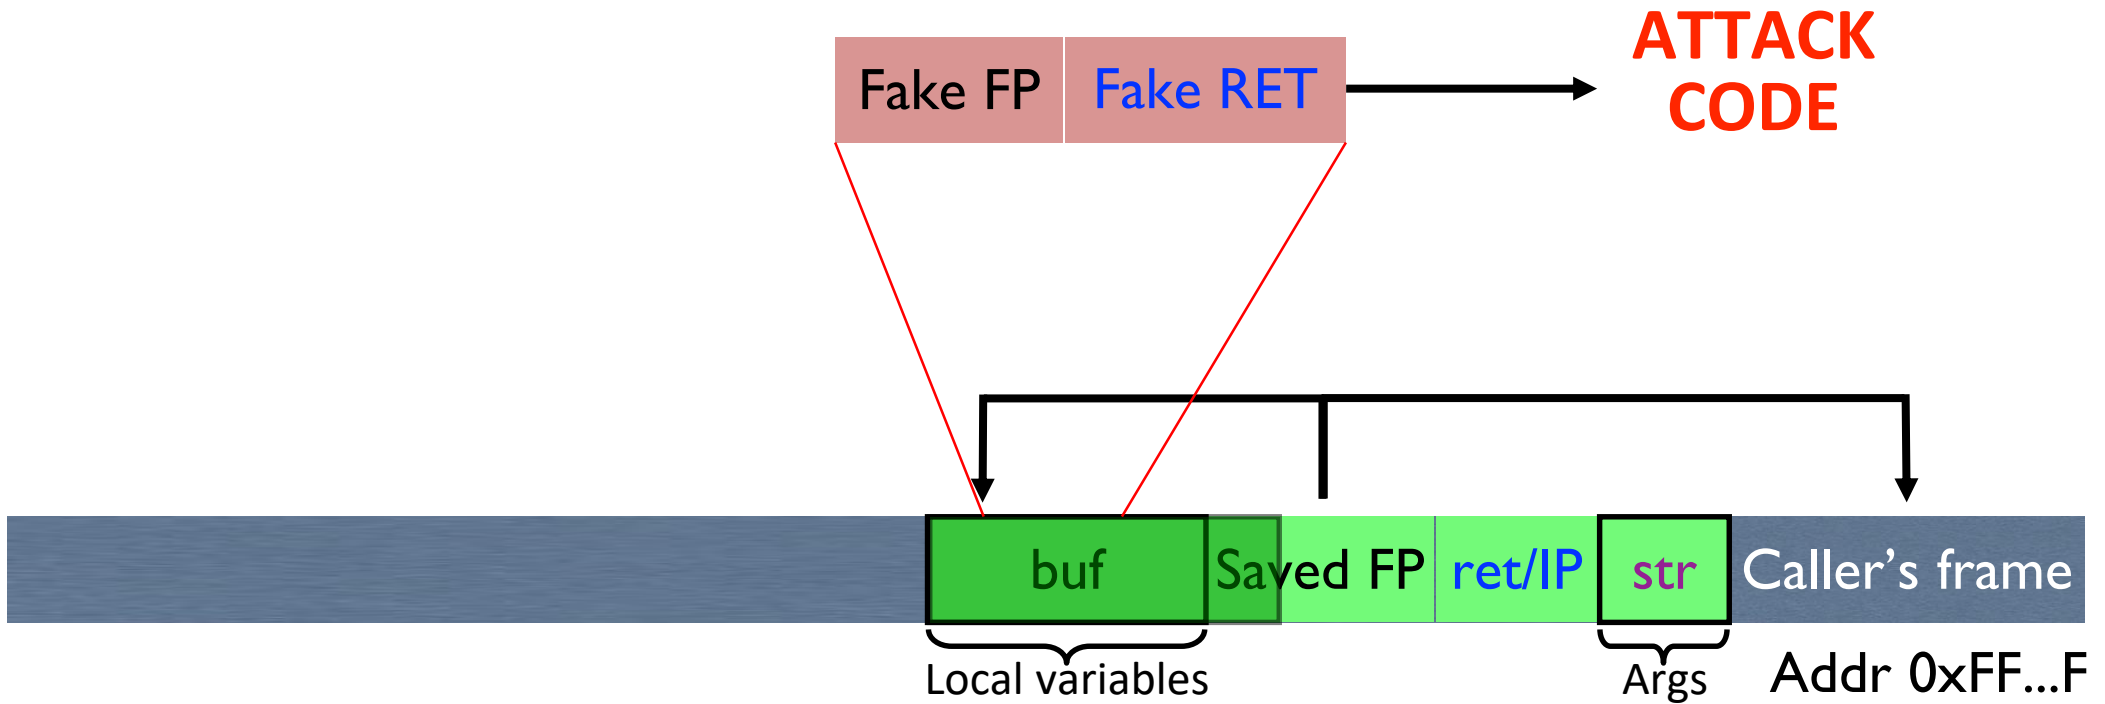 Fake FP
Fake RET
ATTACK
CODE
buf
Saved FP
ret/IP
str
Caller's frame
Local variables
Args
Addr 0xFF...F